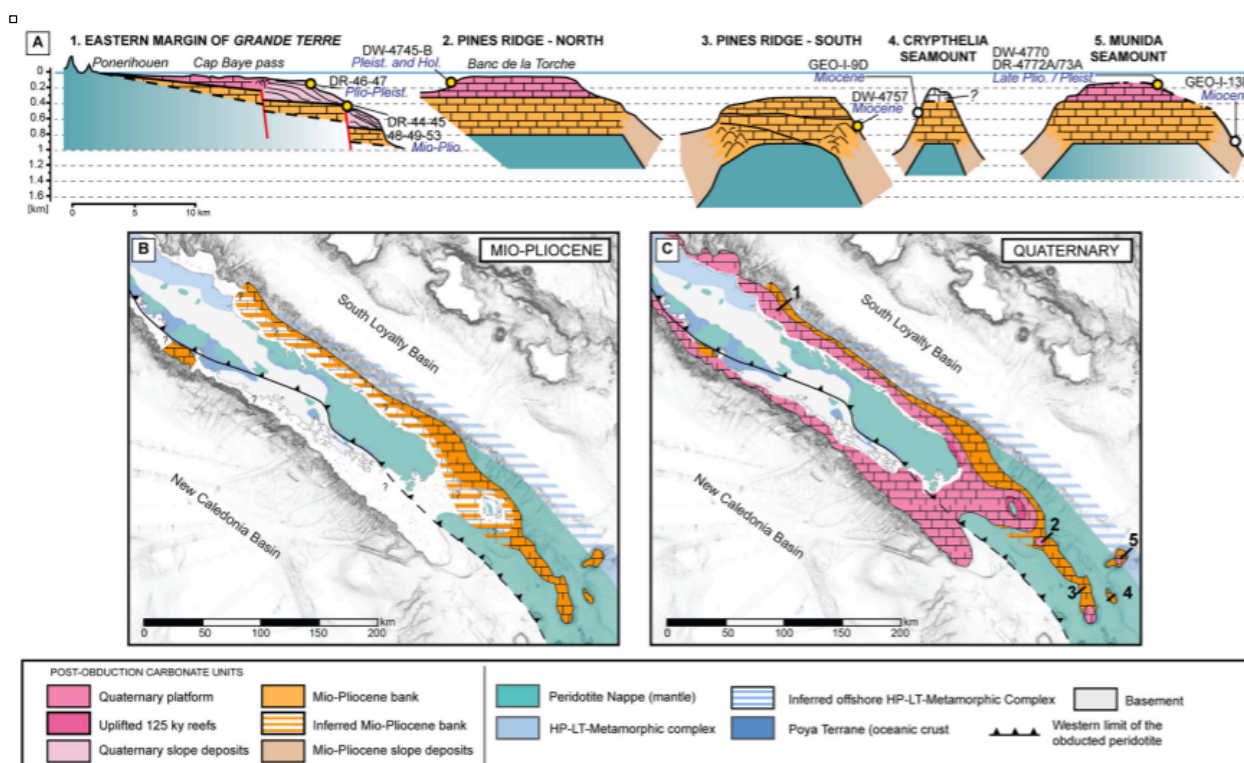 A
1. EASTERN MARGIN OF GRANDE TERRE
Ponerihouen
Cap Baye pass
DR-46-47
Plio-Pleist.
DR-44-45
48-49-53
Mio-Plio.
2. PINES RIDGE - NORTH
DW-4745-B
Pleist. and Hol.
Banc de la Torche
3. PINES RIDGE - SOUTH
DW-4757
Miocene
4. CRYPTHELIA
SEAMOUNT
GEO-I-9D
Miocene
?
5. MUNIDA
SEAMOUNT
DW-4770
DR-4772A/73A
Late Plio. / Pleist.
Miocen
0
0.2
0.4
0.6
0.8
1.0
1.2
1.4
1.6
[km]
0 5 10 km
B
MIO-PLIOCENE
South Loyalty Basin
New Caledonia Basin
? ? ? ? ?
0 50 100 150 200 km
C
QUATERNARY
South Loyalty Basin
New Caledonia Basin
1
2
3
4
5
0 50 100 150 200 km
POST-OBDUCTION CARBONATE UNITS
Quaternary platform
Uplifted 125 ky reefs
Quaternary slope deposits
Mio-Pliocene bank
Inferred Mio-Pliocene bank
Mio-Pliocene slope deposits
Peridotite Nappe (mantle)
HP-LT-Metamorphic complex
Inferred offshore HP-LT-Metamorphic Complex
Poya Terrane (oceanic crust
Basement
Western limit of the
obducted peridotite